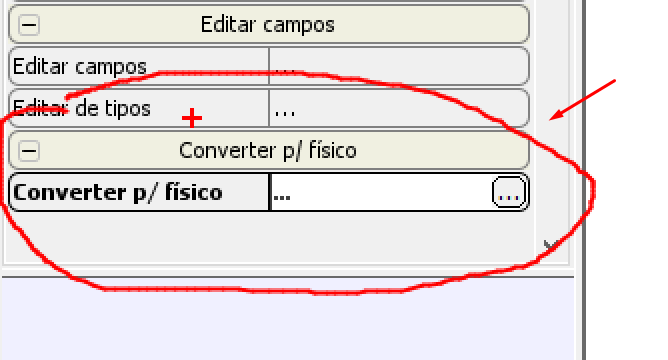 Editar campos
Editar campos ...
Editar de tipos ...
Converter p/ físico
Converter p/ físico ... ...